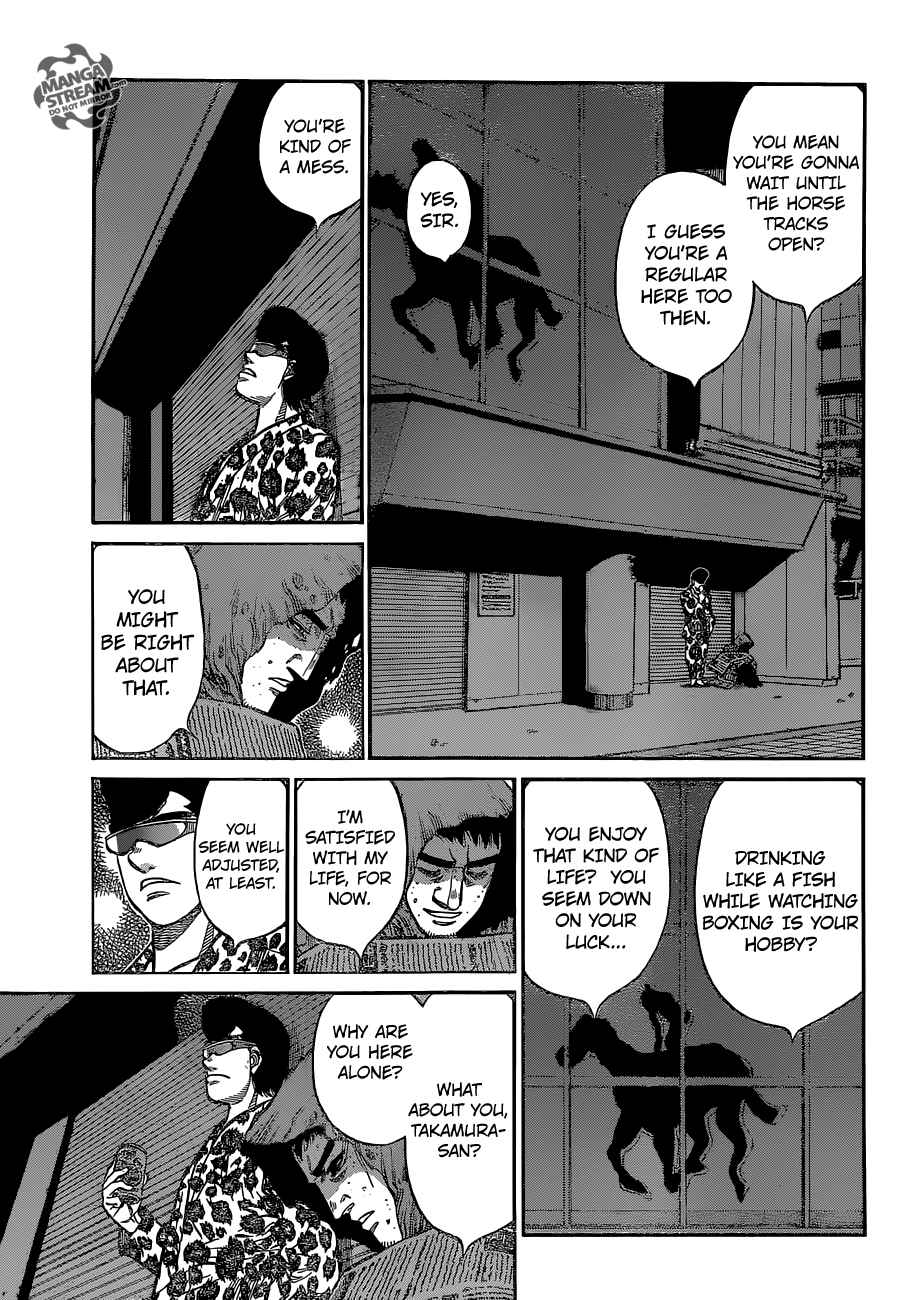 MANGA
STREAM.com
DO NOT MIRROR
YOU MEAN
YOU'RE GONNA
WAIT UNTIL
THE HORSE
TRACKS
OPEN?
I GUESS
YOU'RE A
REGULAR
HERE TOO
THEN.
YES,
SIR.
YOU'RE
KIND OF
A MESS.
YOU
MIGHT
BE RIGHT
ABOUT
THAT.
DRINKING
LIKE A FISH
WHILE WATCHING
BOXING IS YOUR
HOBBY?
YOU ENJOY
THAT KIND OF
LIFE? YOU
SEEM DOWN
ON YOUR
LUCK...
I'M
SATISFIED
WITH MY
LIFE, FOR
NOW.
YOU
SEEM WELL
ADJUSTED,
AT LEAST.
WHAT
ABOUT YOU,
TAKAMURA-
SAN?
WHY ARE
YOU HERE
ALONE?